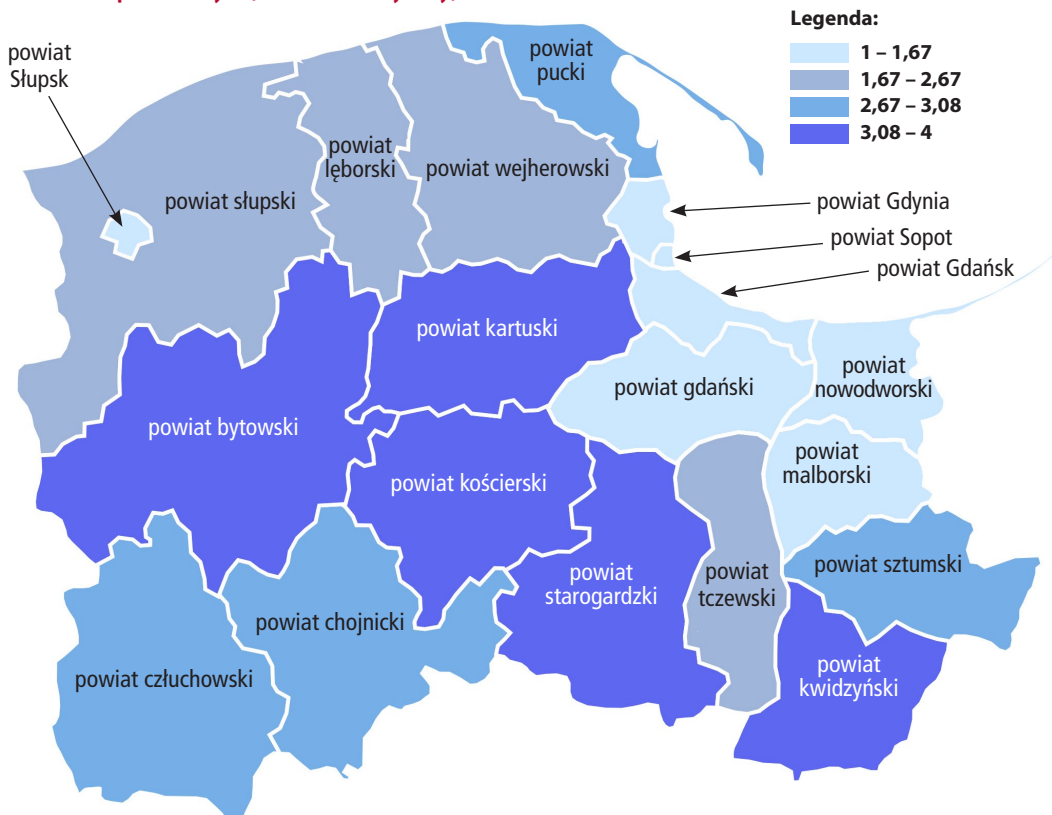 Legenda:
1 – 1,67
1,67 – 2,67
2,67 – 3,08
3,08 – 4
powiat
Słupsk
powiat
pucki
powiat
lęborski
powiat wejherowski
powiat słupski
powiat Gdynia
powiat Sopot
powiat Gdańsk
powiat kartuski
powiat gdański
powiat
nowodworski
powiat bytowski
powiat kościerski
powiat
malborski
powiat
starogardzki
powiat
tczewski
powiat sztumski
powiat chojnicki
powiat człuchowski
powiat
kwidzyński